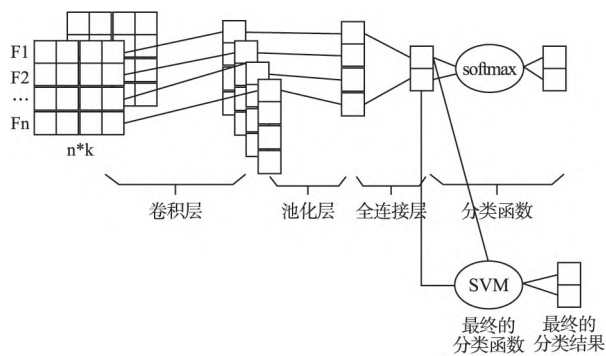 F1
F2
…
Fn
n*k
softmax
卷积层
池化层
全连接层
分类函数
SVM
最终的
分类函数
最终的
分类结果